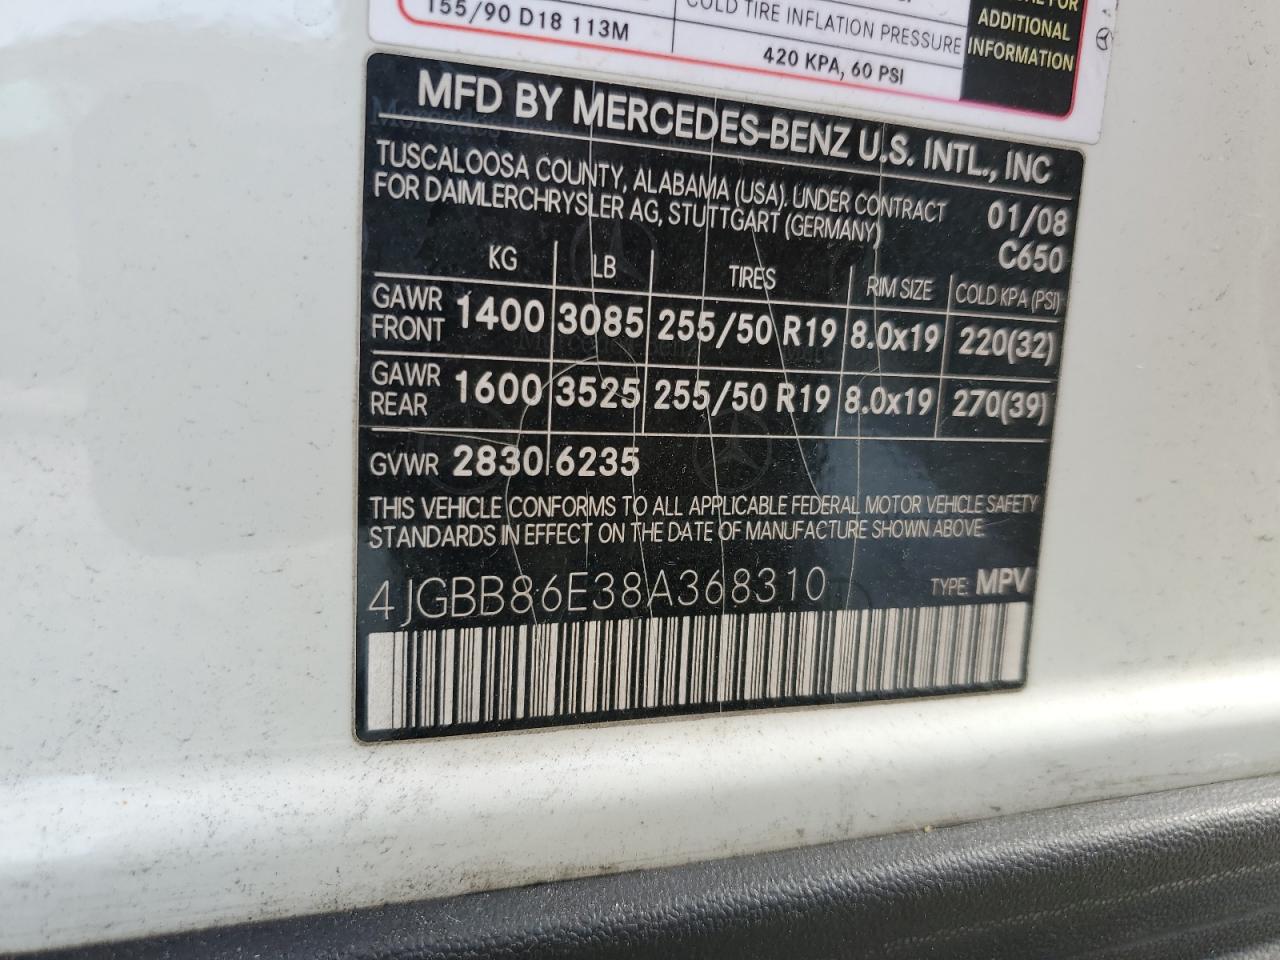 155/90 D18 113M
COLD TIRE INFLATION PRESSURE
420 KPA, 60 PSI
FOR
ADDITIONAL
INFORMATION
MFD BY MERCEDES-BENZ U.S. INTL., INC
TUSCALOOSA COUNTY, ALABAMA (USA). UNDER CONTRACT
FOR DAIMLERCHRYSLER AG, STUTTGART (GERMANY)
01/08
C650
KG LB TIRES RIM SIZE COLD KPA (PSI)
GAWR FRONT 1400 3085 255/50 R19 8.0x19 220(32)
GAWR REAR 1600 3525 255/50 R19 8.0x19 270(39)
GVWR 2830 6235
THIS VEHICLE CONFORMS TO ALL APPLICABLE FEDERAL MOTOR VEHICLE SAFETY
STANDARDS IN EFFECT ON THE DATE OF MANUFACTURE SHOWN ABOVE.
4JGBB86E38A368310 TYPE: MPV